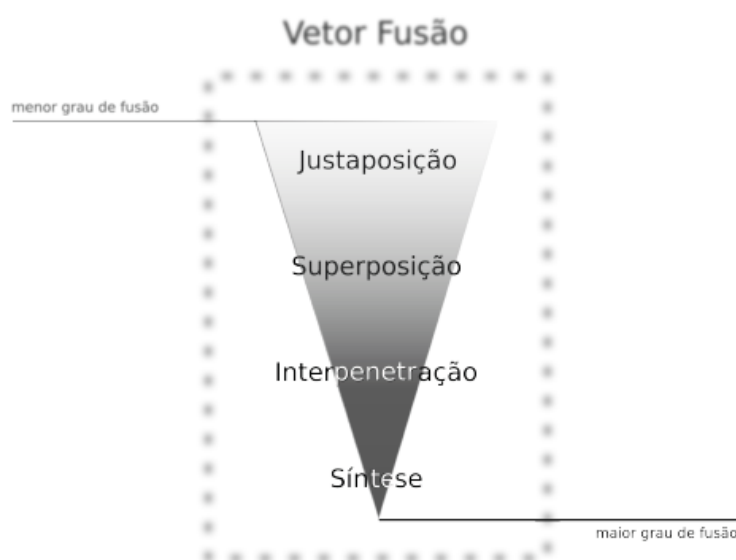 Vetor Fusão
menor grau de fusão
Justaposição
Superposição
Interpenetração
Síntese
maior grau de fusão